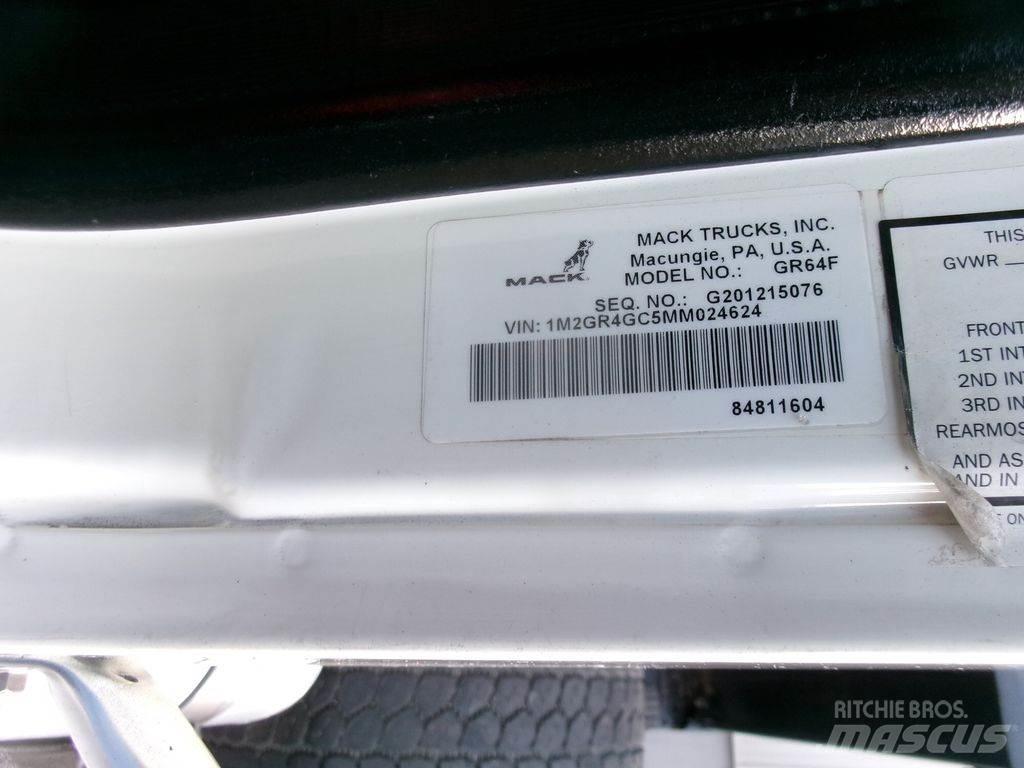 MACK TRUCKS, INC.
Macungie, PA, U.S.A.
MACK
MODEL NO.: GR64F
SEQ. NO.: G201215076
VIN: 1M2GR4GC5MM024624
84811604
THIS
GVWR
FRONT
1ST INT
2ND INT
3RD IN
REARMOS
AND AS
AND IN
ON
RITCHIE BROS.
MASCUS